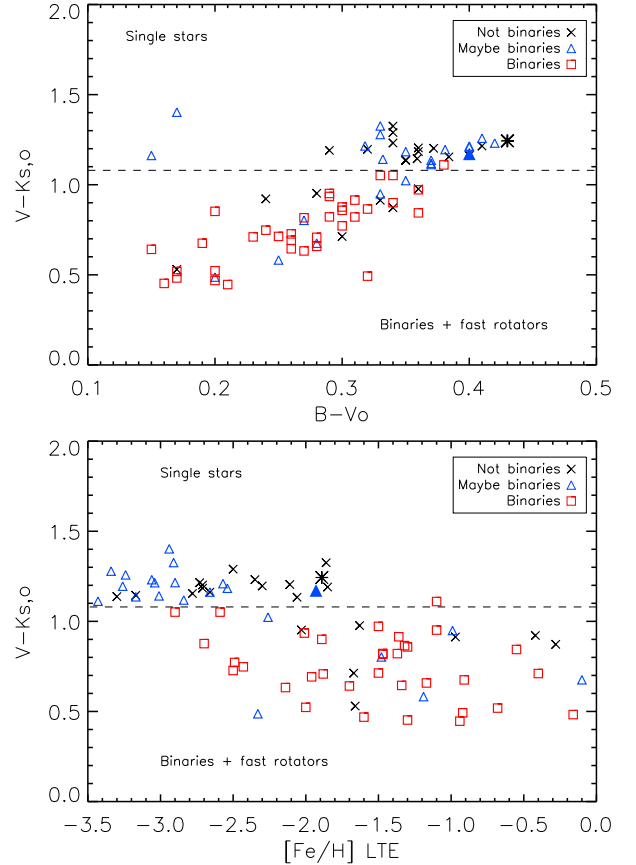 2.0
1.5
1.0
0.5
0.0
V−Ks,o
Single stars
Not binaries
Maybe binaries
Binaries
Binaries + fast rotators
0.1 0.2 0.3 0.4 0.5
B−Vo
2.0
1.5
1.0
0.5
0.0
V−Ks,o
Single stars
Not binaries
Maybe binaries
Binaries
Binaries + fast rotators
−3.5 −3.0 −2.5 −2.0 −1.5 −1.0 −0.5 0.0
[Fe/H] LTE